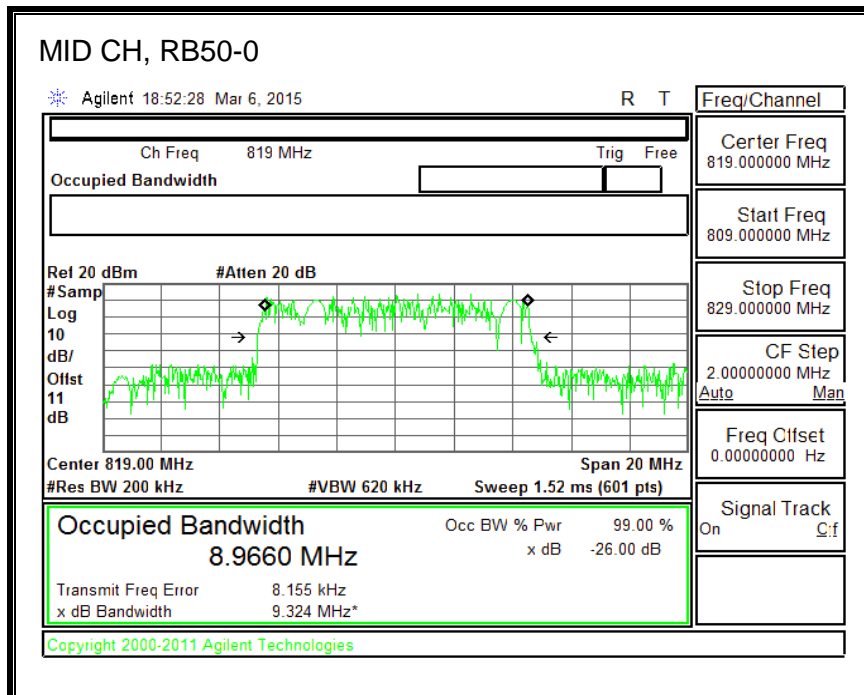 MID CH, RB50-0
Agilent 18:52:28 Mar 6, 2015 R T
Freq/Channel
Ch Freq 819 MHz Trig Free
Occupied Bandwidth
Center Freq
819.000000 MHz
Start Freq
809.000000 MHz
Stop Freq
829.000000 MHz
CF Step
2.00000000 MHz
Auto Man
Freq Offset
0.00000000 Hz
Signal Track
On Off
Ref 20 dBm #Atten 20 dB
#Samp
Log
10
dB/
Offst
11
dB
Center 819.00 MHz Span 20 MHz
#Res BW 200 kHz #VBW 620 kHz Sweep 1.52 ms (601 pts)
Occupied Bandwidth
8.9660 MHz
Occ BW % Pwr 99.00 %
x dB -26.00 dB
Transmit Freq Error 8.155 kHz
x dB Bandwidth 9.324 MHz*
Copyright 2000-2011 Agilent Technologies